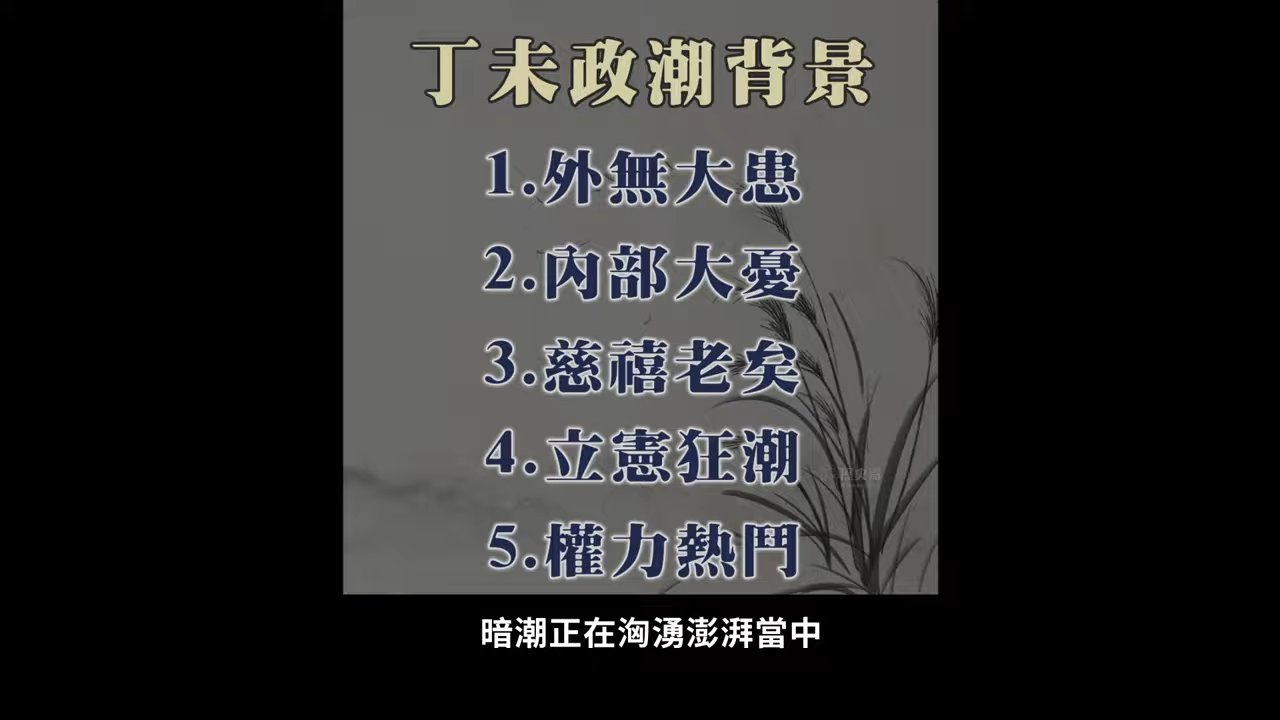 丁未政潮背景
1.外無大患
2.內部大憂
3.慈禧老矣
4.立憲狂潮
5.權力熱鬥
暗潮正在洶湧澎湃當中